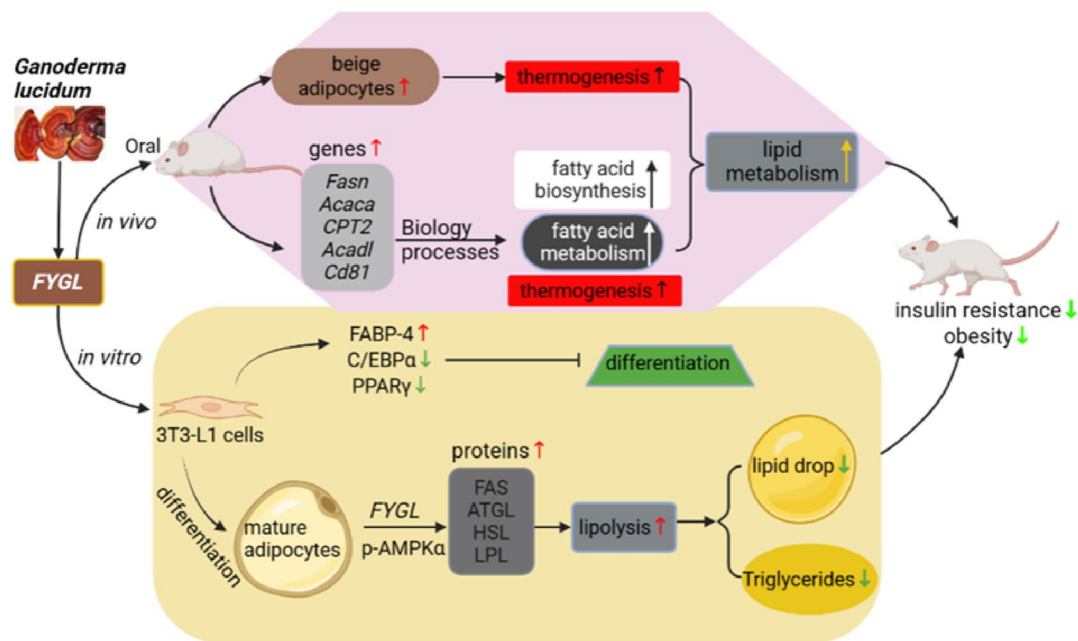 Ganoderma
lucidum
Oral
in vivo
FYGL
in vitro
beige
adipocytes ↑
thermogenesis ↑
genes ↑
Fasn
Acaca
CPT2
Acadl
Cd81
Biology
processes
fatty acid
biosynthesis ↑
fatty acid
metabolism ↑
thermogenesis ↑
lipid
metabolism ↑
insulin resistance ↓
obesity ↓
3T3-L1 cells
FABP-4 ↑
C/EBPα ↓
PPARγ ↓
differentiation
differentiation
mature
adipocytes
FYGL
p-AMPKα
proteins ↑
FAS
ATGL
HSL
LPL
lipolysis ↑
lipid drop ↓
Triglycerides ↓